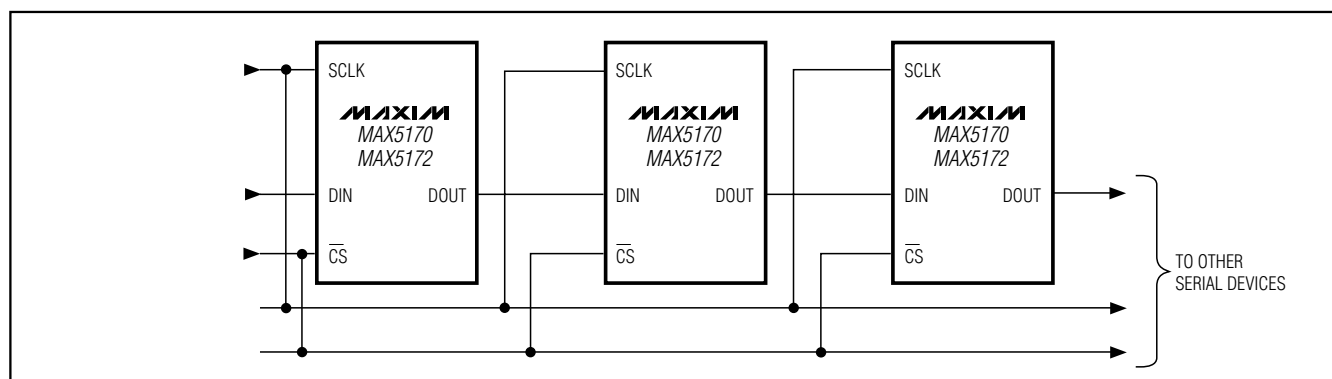 SCLK
MAXIM
MAX5170
MAX5172
DIN
DOUT
CS
SCLK
MAXIM
MAX5170
MAX5172
DIN
DOUT
CS
SCLK
MAXIM
MAX5170
MAX5172
DIN
DOUT
CS
TO OTHER
SERIAL DEVICES